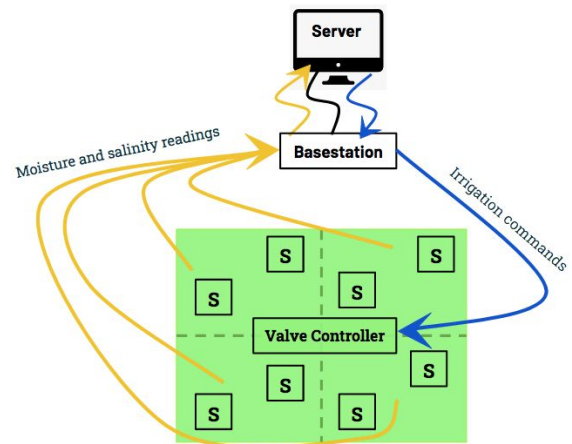 Server
Moisture and salinity readings
Basestation
Irrigation commands
S
S
S
S
Valve Controller
S
S
S
S